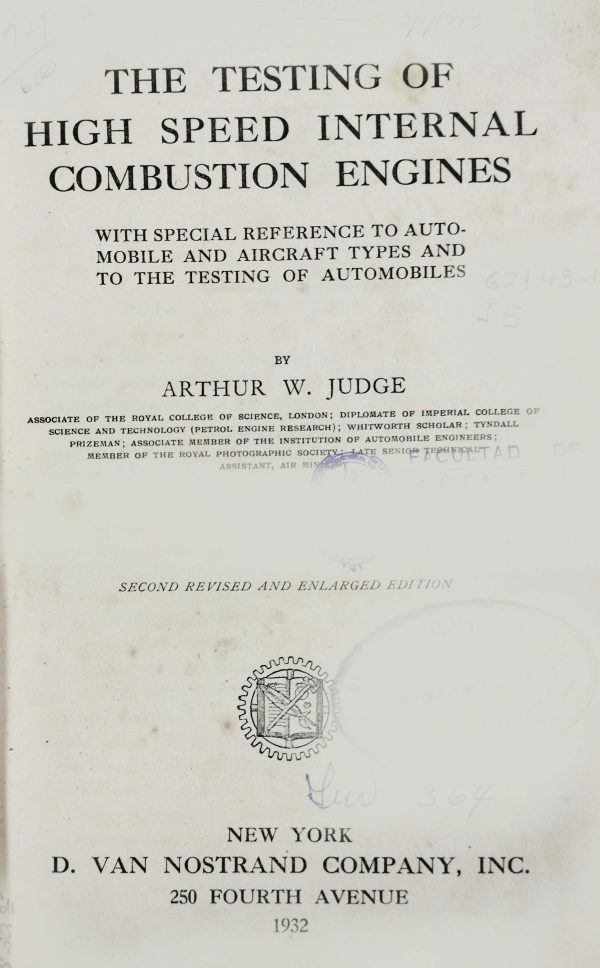 THE TESTING OF
HIGH SPEED INTERNAL
COMBUSTION ENGINES
WITH SPECIAL REFERENCE TO AUTO-
MOBILE AND AIRCRAFT TYPES AND
TO THE TESTING OF AUTOMOBILES
BY
ARTHUR W. JUDGE
ASSOCIATE OF THE ROYAL COLLEGE OF SCIENCE, LONDON; DIPLOMATE OF IMPERIAL COLLEGE OF
SCIENCE AND TECHNOLOGY (PETROL ENGINE RESEARCH); WHITWORTH SCHOLAR; TYNDALL
PRIZEMAN; ASSOCIATE MEMBER OF THE INSTITUTION OF AUTOMOBILE ENGINEERS;
MEMBER OF THE ROYAL PHOTOGRAPHIC SOCIETY; LATE SENIOR TECHNICAL
ASSISTANT, AIR MINISTRY
FACULTAD DE
SECOND REVISED AND ENLARGED EDITION
364
NEW YORK
D. VAN NOSTRAND COMPANY, INC.
250 FOURTH AVENUE
1932